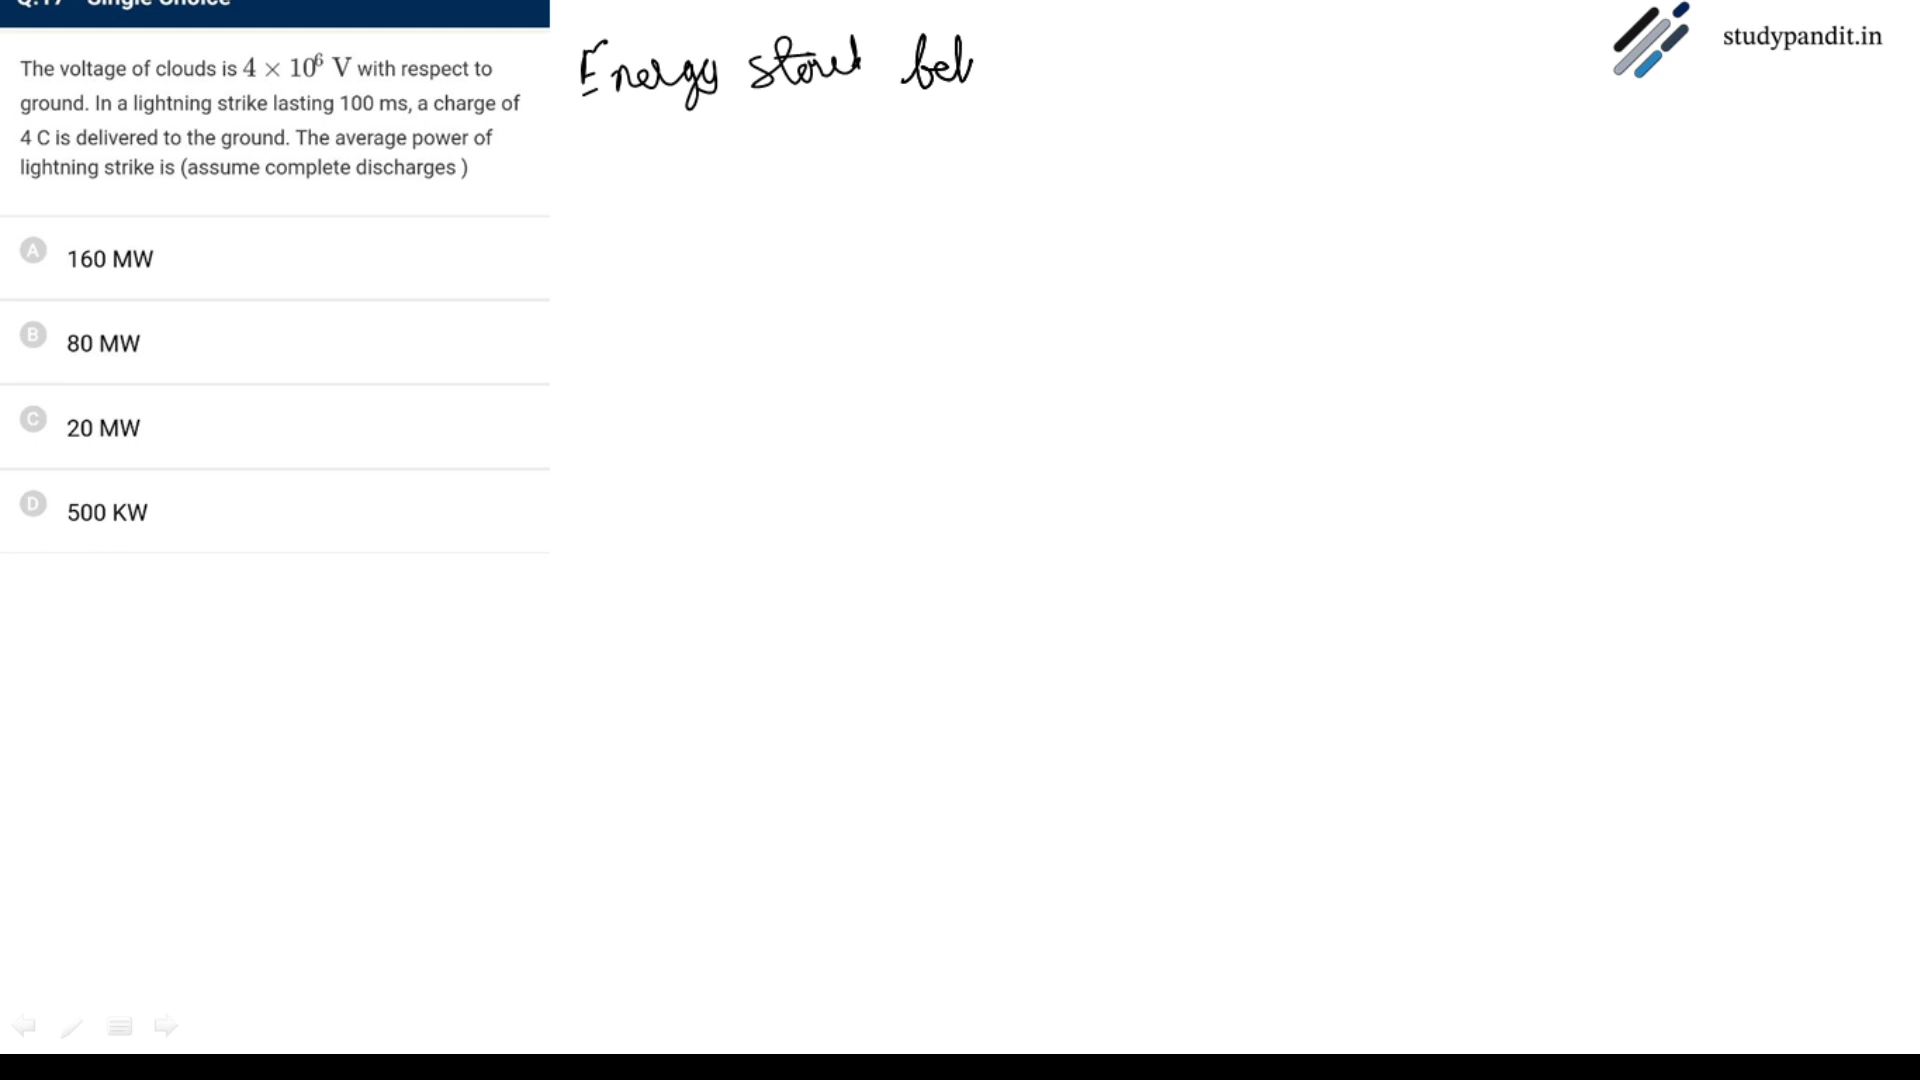 Q.17 Single Choice
studypandit.in
The voltage of clouds is 4 × 10⁶ V with respect to
ground. In a lightning strike lasting 100 ms, a charge of
4 C is delivered to the ground. The average power of
lightning strike is (assume complete discharges )
A 160 MW
B 80 MW
C 20 MW
D 500 KW
Energy stored bet